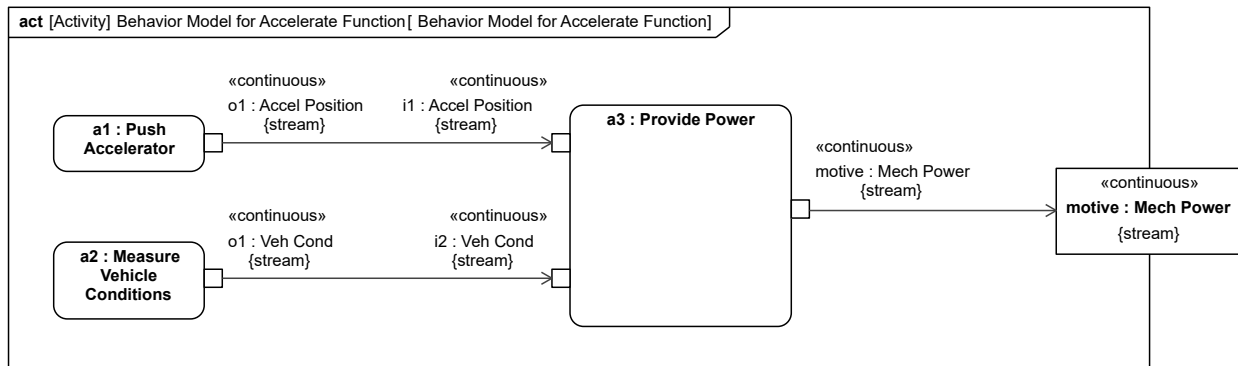 act [Activity] Behavior Model for Accelerate Function[ Behavior Model for Accelerate Function]
«continuous»
o1 : Accel Position
{stream}
«continuous»
i1 : Accel Position
{stream}
a1 : Push
Accelerator
a3 : Provide Power
«continuous»
motive : Mech Power
{stream}
«continuous»
motive : Mech Power
{stream}
«continuous»
o1 : Veh Cond
{stream}
«continuous»
i2 : Veh Cond
{stream}
a2 : Measure
Vehicle
Conditions